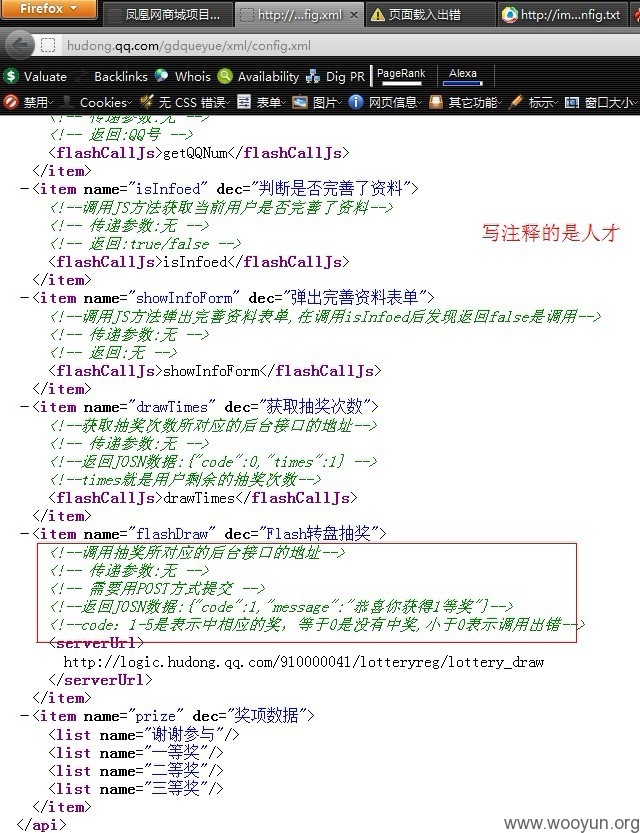 Firefox
凤凰网商城项目...
http://...fig.xml
页面载入出错
http://im...nfig.txt
hudong.qq.com/gdqueyue/xml/config.xml
Valuate Backlinks Whois Availability Dig PR PageRank Alexa
禁用 Cookies 无 CSS 错误 表单 图片 网页信息 其它功能 标示 窗口大小
<!-- 传递参数:无 -->
<!-- 返回:QQ号 -->
<flashCallJs>getQQNum</flashCallJs>
</item>
−<item name="isInfoed" dec="判断是否完善了资料">
<!--调用JS方法获取当前用户是否完善了资料-->
<!-- 传递参数:无 -->
写注释的是人才
<!-- 返回:true/false -->
<flashCallJs>isInfoed</flashCallJs>
</item>
−<item name="showInfoForm" dec="弹出完善资料表单">
<!--调用JS方法弹出完善资料表单,在调用isInfoed后发现返回false是调用-->
<!-- 传递参数:无 -->
<!-- 返回:无 -->
<flashCallJs>showInfoForm</flashCallJs>
</item>
−<item name="drawTimes" dec="获取抽奖次数">
<!--获取抽奖次数所对应的后台接口的地址-->
<!-- 传递参数:无 -->
<!--返回JOSN数据:{"code":0,"times":1} -->
<!--times就是用户剩余的抽奖次数-->
<flashCallJs>drawTimes</flashCallJs>
</item>
−<item name="flashDraw" dec="Flash转盘抽奖">
<!--调用抽奖所对应的后台接口的地址-->
<!-- 传递参数:无 -->
<!-- 需要用POST方式提交 -->
<!--返回JOSN数据:{"code":1,"message":"恭喜你获得1等奖"}-->
<!--code: 1-5是表示中相应的奖, 等于0是没有中奖,小于0表示调用出错-->
<serverUrl>
http://logic.hudong.qq.com/910000041/lotteryreg/lottery_draw
</serverUrl>
</item>
−<item name="prize" dec="奖项数据">
<list name="谢谢参与"/>
<list name="一等奖"/>
<list name="二等奖"/>
<list name="三等奖"/>
</item>
</api>
www.wooyun.org